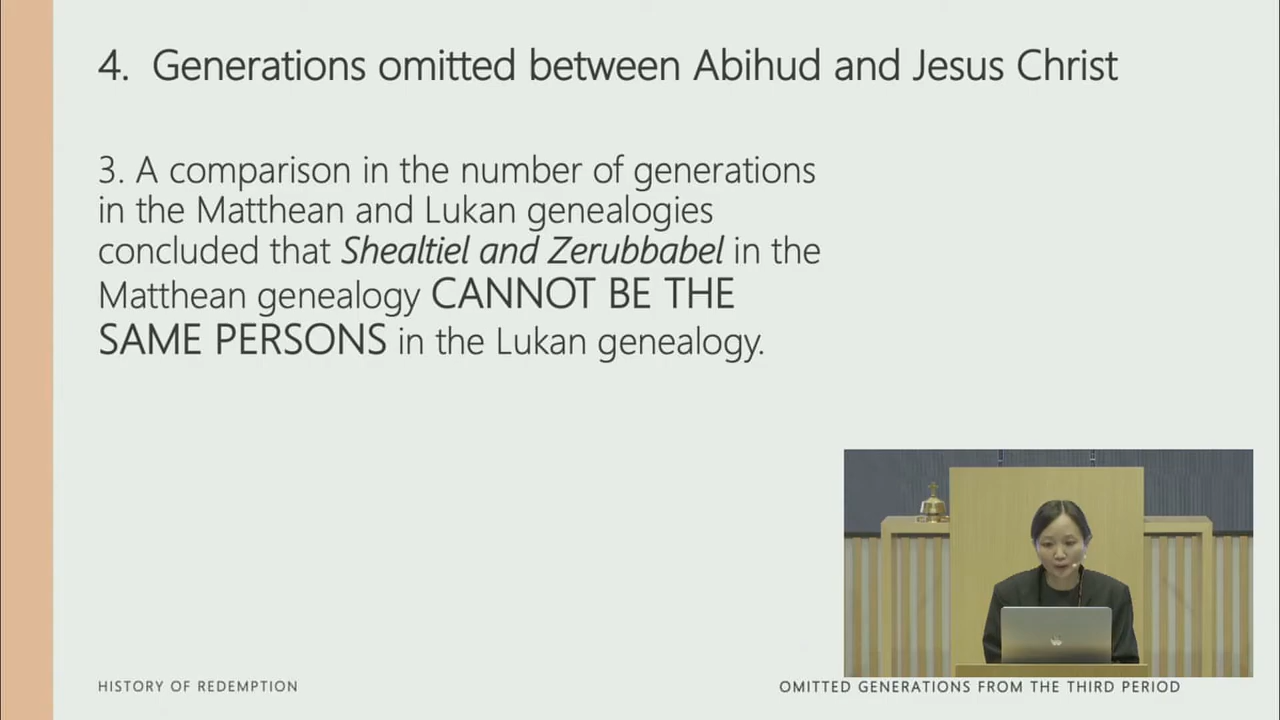 4. Generations omitted between Abihud and Jesus Christ
3. A comparison in the number of generations
in the Matthean and Lukan genealogies
concluded that Shealtiel and Zerubbabel in the
Matthean genealogy CANNOT BE THE
SAME PERSONS in the Lukan genealogy.
HISTORY OF REDEMPTION
OMITTED GENERATIONS FROM THE THIRD PERIOD